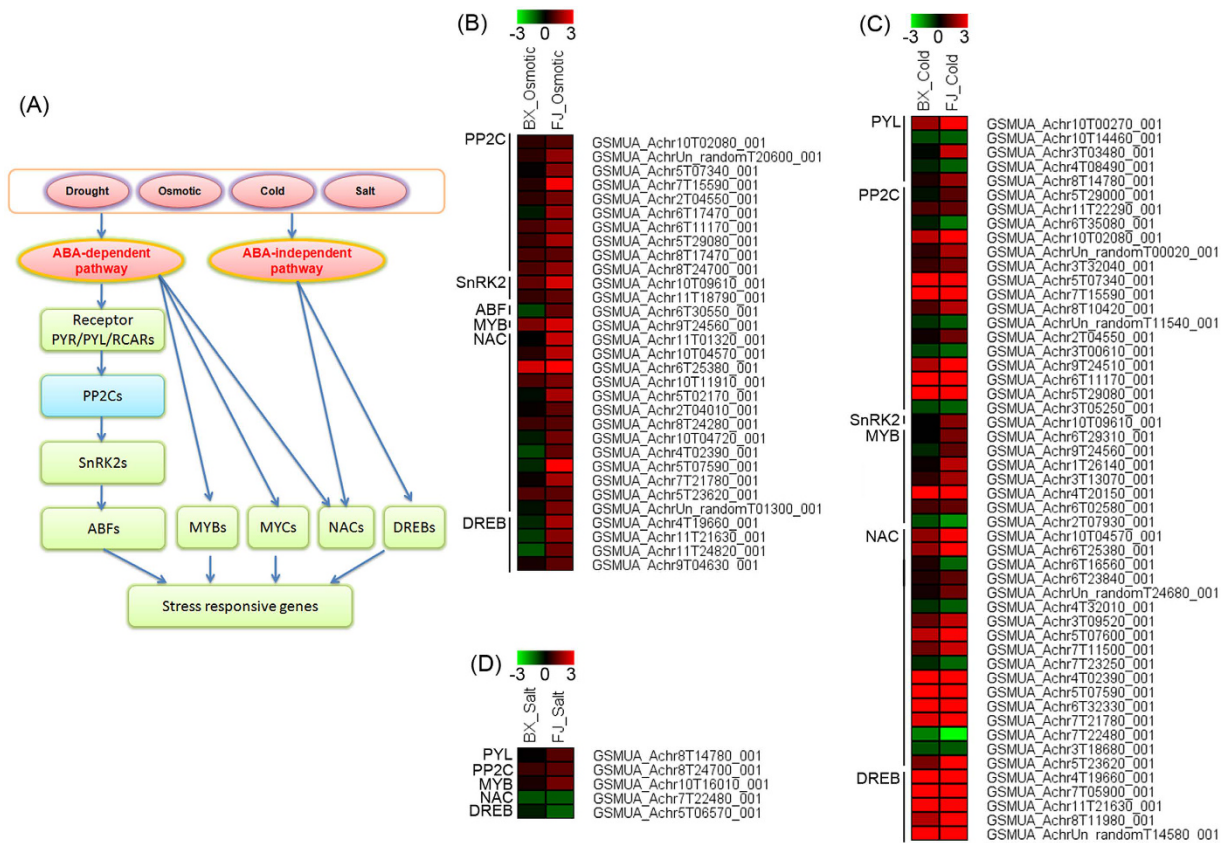 (A)
Drought
Osmotic
Cold
Salt
ABA-dependent
pathway
ABA-independent
pathway
Receptor
PYR/PYL/RCARs
PP2Cs
SnRK2s
ABFs
MYBs
MYCs
NACs
DREBs
Stress responsive genes
(B)
-3 0 3
BX_Osmotic
FJ_Osmotic
PP2C
GSMUA_Achr10T02080_001
GSMUA_AchrUn_randomT20600_001
GSMUA_Achr5T07340_001
GSMUA_Achr7T15590_001
GSMUA_Achr2T04550_001
GSMUA_Achr6T17470_001
GSMUA_Achr6T11170_001
GSMUA_Achr5T29080_001
GSMUA_Achr8T17470_001
GSMUA_Achr8T24700_001
SnRK2
GSMUA_Achr10T09610_001
GSMUA_Achr11T18790_001
ABF
GSMUA_Achr6T30550_001
MYB
GSMUA_Achr9T24560_001
NAC
GSMUA_Achr11T01320_001
GSMUA_Achr10T04570_001
GSMUA_Achr6T25380_001
GSMUA_Achr10T11910_001
GSMUA_Achr5T02170_001
GSMUA_Achr2T04010_001
GSMUA_Achr8T24280_001
GSMUA_Achr10T04720_001
GSMUA_Achr4T02390_001
GSMUA_Achr5T07590_001
GSMUA_Achr7T21780_001
GSMUA_Achr5T23620_001
GSMUA_AchrUn_randomT01300_001
DREB
GSMUA_Achr4T19660_001
GSMUA_Achr11T21630_001
GSMUA_Achr11T24820_001
GSMUA_Achr9T04630_001
(C)
-3 0 3
BX_Cold
FJ_Cold
PYL
GSMUA_Achr10T00270_001
GSMUA_Achr10T14460_001
GSMUA_Achr3T03480_001
GSMUA_Achr4T08490_001
GSMUA_Achr8T14780_001
PP2C
GSMUA_Achr5T29000_001
GSMUA_Achr11T22290_001
GSMUA_Achr6T35080_001
GSMUA_Achr10T02080_001
GSMUA_AchrUn_randomT00020_001
GSMUA_Achr3T32040_001
GSMUA_Achr5T07340_001
GSMUA_Achr7T15590_001
GSMUA_Achr8T10420_001
GSMUA_AchrUn_randomT11540_001
GSMUA_Achr2T04550_001
GSMUA_Achr3T00610_001
GSMUA_Achr9T24510_001
GSMUA_Achr6T11170_001
GSMUA_Achr5T29080_001
GSMUA_Achr3T05250_001
SnRK2
GSMUA_Achr10T09610_001
MYB
GSMUA_Achr6T29310_001
GSMUA_Achr9T24560_001
GSMUA_Achr1T26140_001
GSMUA_Achr3T13070_001
GSMUA_Achr4T20150_001
GSMUA_Achr6T02580_001
GSMUA_Achr2T07930_001
NAC
GSMUA_Achr10T04570_001
GSMUA_Achr6T25380_001
GSMUA_Achr6T16560_001
GSMUA_Achr6T23840_001
GSMUA_AchrUn_randomT24680_001
GSMUA_Achr4T32010_001
GSMUA_Achr3T09520_001
GSMUA_Achr5T07600_001
GSMUA_Achr7T11500_001
GSMUA_Achr7T23250_001
GSMUA_Achr4T02390_001
GSMUA_Achr5T07590_001
GSMUA_Achr6T32330_001
GSMUA_Achr7T21780_001
GSMUA_Achr7T22480_001
GSMUA_Achr3T18680_001
GSMUA_Achr5T23620_001
DREB
GSMUA_Achr4T19660_001
GSMUA_Achr7T05900_001
GSMUA_Achr11T21630_001
GSMUA_Achr8T11980_001
GSMUA_AchrUn_randomT14580_001
(D)
-3 0 3
BX_Salt
FJ_Salt
PYL
GSMUA_Achr8T14780_001
PP2C
GSMUA_Achr8T24700_001
MYB
GSMUA_Achr10T16010_001
NAC
GSMUA_Achr7T22480_001
DREB
GSMUA_Achr5T06570_001